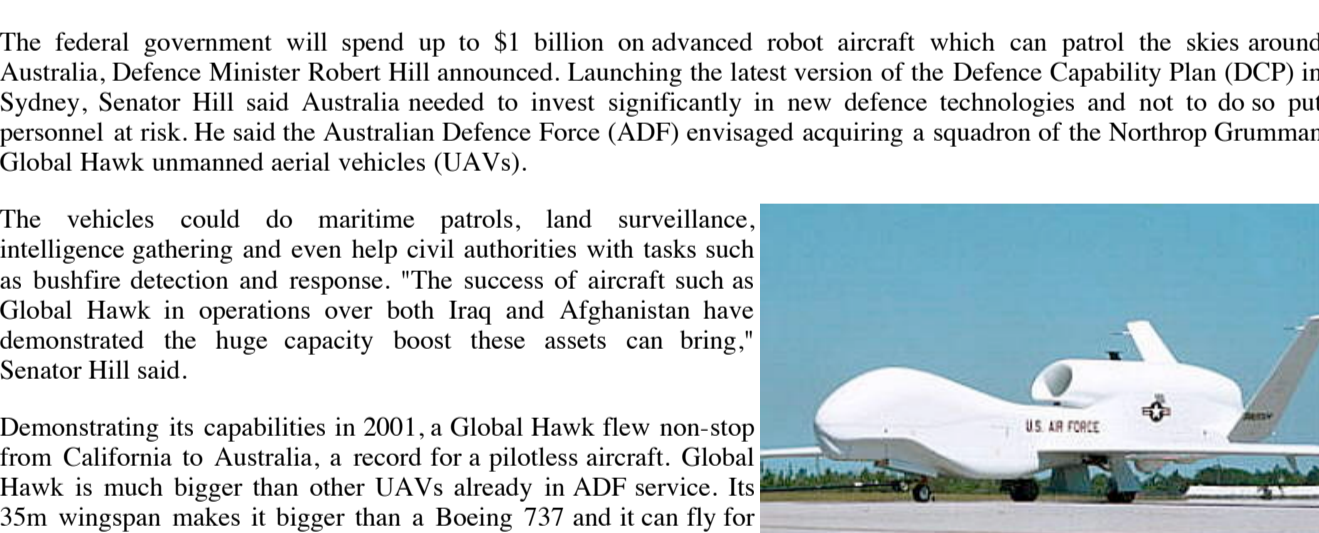 The federal government will spend up to $1 billion on advanced robot aircraft which can patrol the skies around
Australia, Defence Minister Robert Hill announced. Launching the latest version of the Defence Capability Plan (DCP) in
Sydney, Senator Hill said Australia needed to invest significantly in new defence technologies and not to do so put
personnel at risk. He said the Australian Defence Force (ADF) envisaged acquiring a squadron of the Northrop Grumman
Global Hawk unmanned aerial vehicles (UAVs).
The vehicles could do maritime patrols, land surveillance,
intelligence gathering and even help civil authorities with tasks such
as bushfire detection and response. "The success of aircraft such as
Global Hawk in operations over both Iraq and Afghanistan have
demonstrated the huge capacity boost these assets can bring,"
Senator Hill said.
Demonstrating its capabilities in 2001, a Global Hawk flew non-stop
from California to Australia, a record for a pilotless aircraft. Global
Hawk is much bigger than other UAVs already in ADF service. Its
35m wingspan makes it bigger than a Boeing 737 and it can fly for
U.S. AIR FORCE